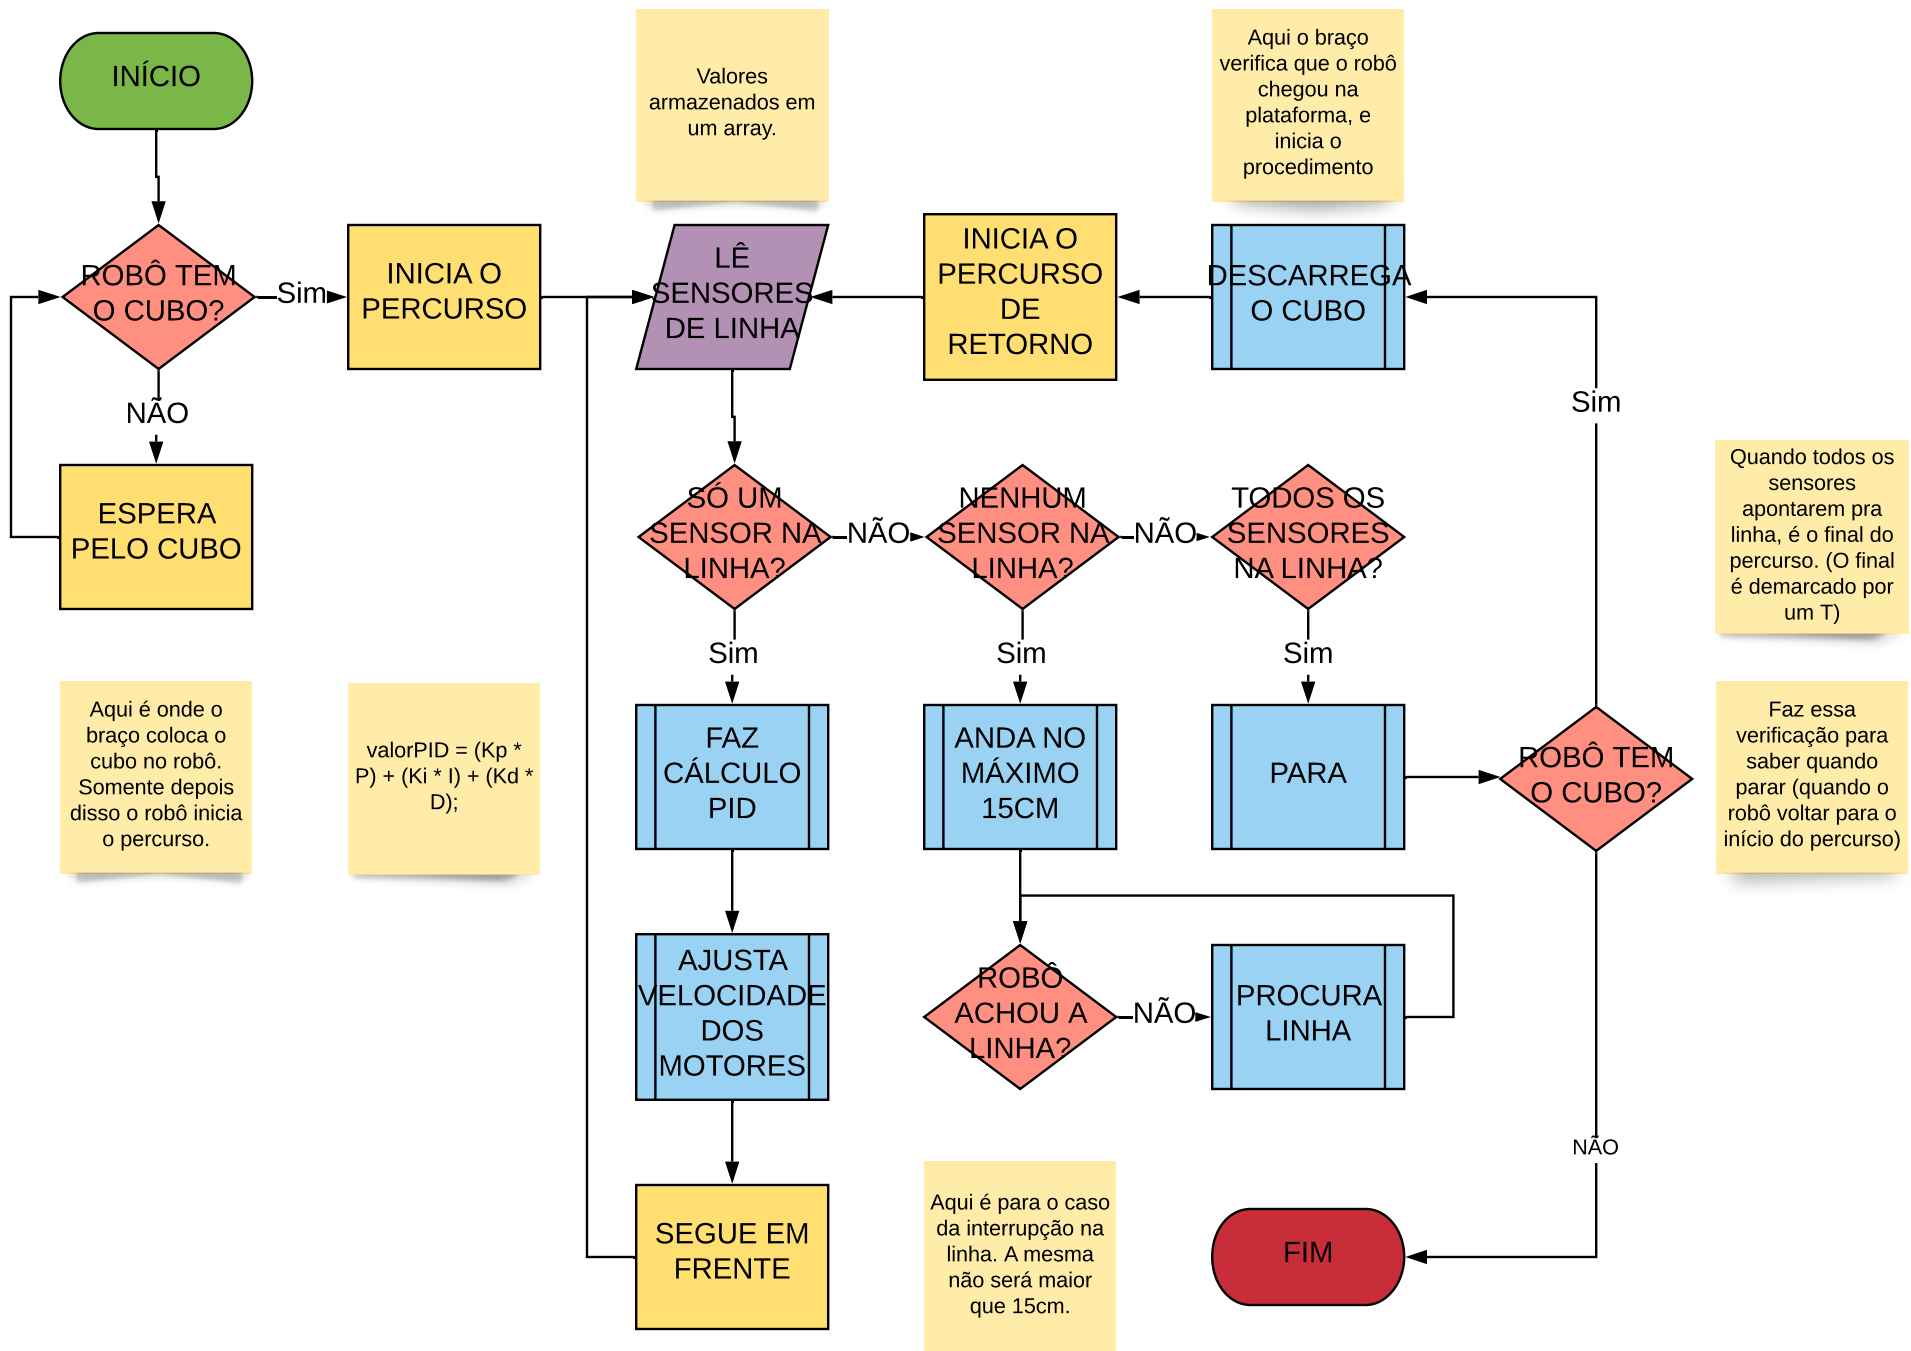 INÍCIO
Valores
armazenados em
um array.
Aqui o braço
verifica que o robô
chegou na
plataforma, e
inicia o
procedimento
ROBÔ TEM
O CUBO?
Sim
INICIA O
PERCURSO
LÊ
SENSORES
DE LINHA
INICIA O
PERCURSO
DE
RETORNO
DESCARREGA
O CUBO
NÃO
Sim
ESPERA
PELO CUBO
SÓ UM
SENSOR NA
LINHA?
NÃO
NENHUM
SENSOR NA
LINHA?
NÃO
TODOS OS
SENSORES
NA LINHA?
Quando todos os
sensores
apontarem pra
linha, é o final do
percurso. (O final
é demarcado por
um T)
Sim
Sim
Sim
Aqui é onde o
braço coloca o
cubo no robô.
Somente depois
disso o robô inicia
o percurso.
valorPID = (Kp *
P) + (Ki * I) + (Kd *
D);
FAZ
CÁLCULO
PID
ANDA NO
MÁXIMO
15CM
PARA
ROBÔ TEM
O CUBO?
Faz essa
verificação para
saber quando
parar (quando o
robô voltar para o
início do percurso)
AJUSTA
VELOCIDADE
DOS
MOTORES
ROBÔ
ACHOU A
LINHA?
NÃO
PROCURA
LINHA
NÃO
SEGUE EM
FRENTE
Aqui é para o caso
da interrupção na
linha. A mesma
não será maior
que 15cm.
FIM